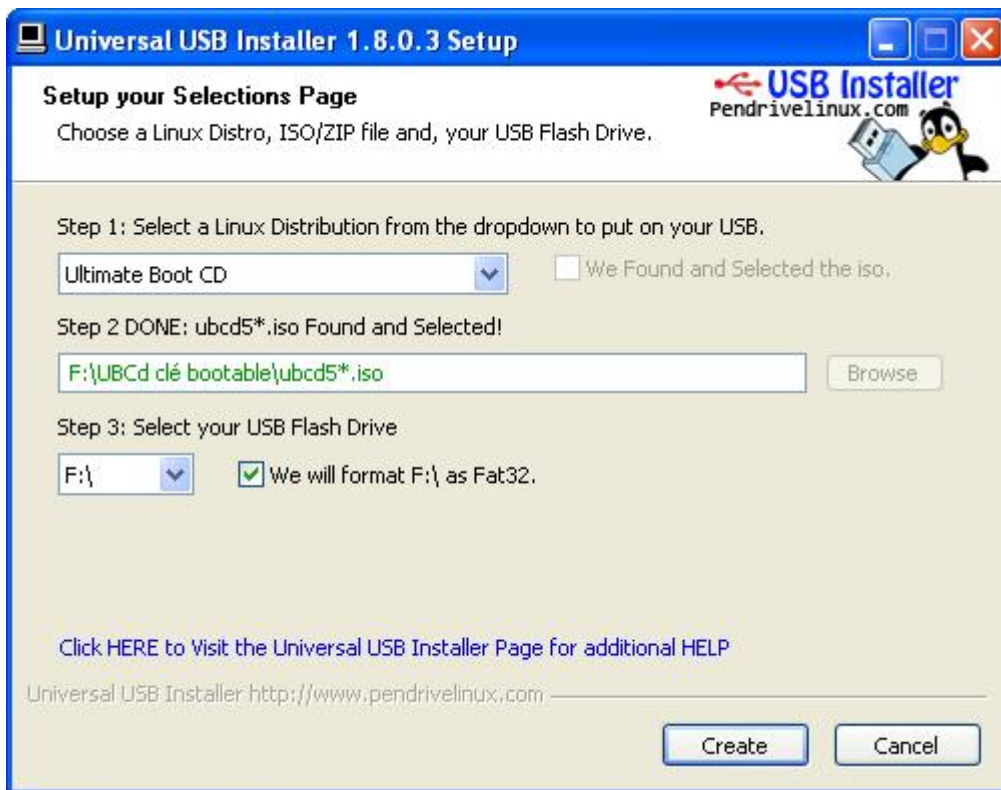 Universal USB Installer 1.8.0.3 Setup
Setup your Selections Page
Choose a Linux Distro, ISO/ZIP file and, your USB Flash Drive.
USB Installer
Pendrivelinux.com
Step 1: Select a Linux Distribution from the dropdown to put on your USB.
Ultimate Boot CD
We Found and Selected the iso.
Step 2 DONE: ubcd5*.iso Found and Selected!
F:\UBCd clé bootable\ubcd5*.iso
Browse
Step 3: Select your USB Flash Drive
F:\
We will format F:\ as Fat32.
Click HERE to Visit the Universal USB Installer Page for additional HELP
Universal USB Installer http://www.pendrivelinux.com
Create
Cancel